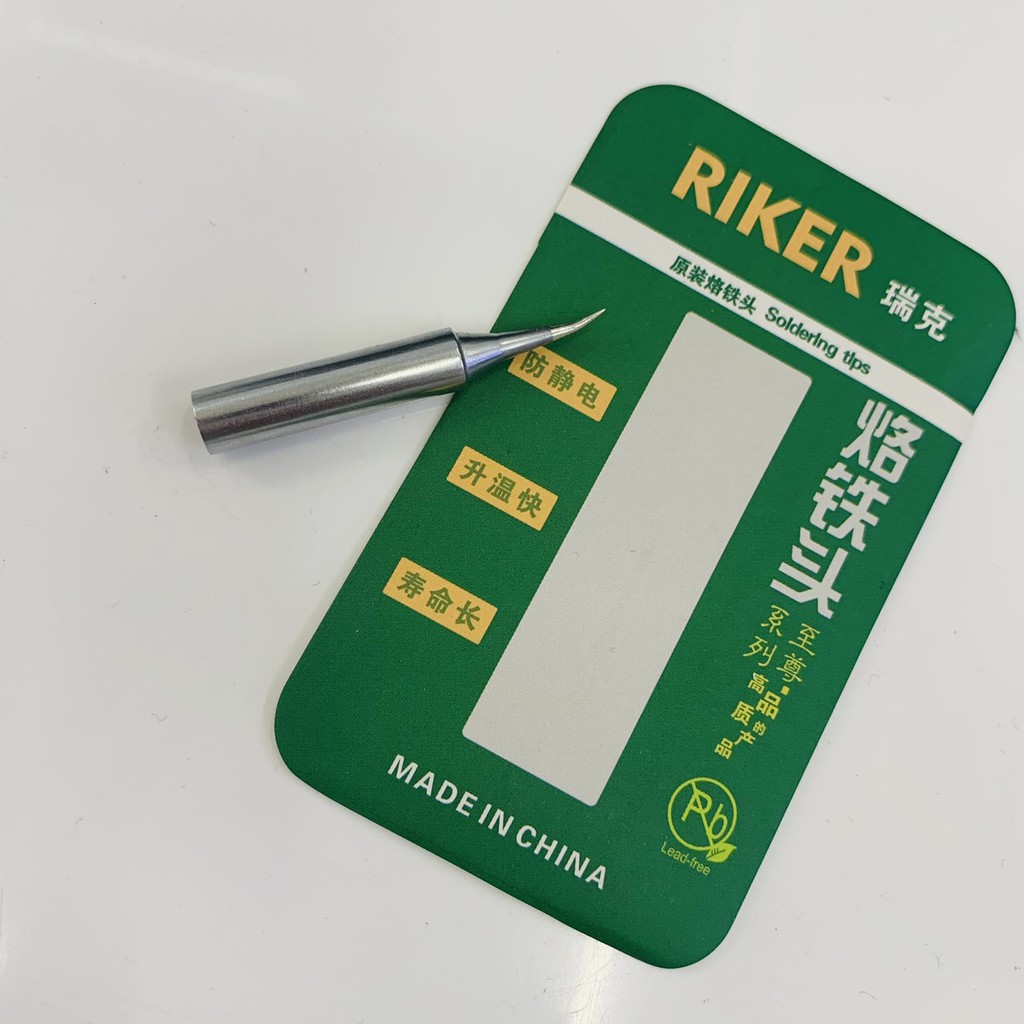 RIKER 瑞克
原装烙铁头 Soldering tips
防静电
升温快
寿命长
烙铁头
至尊
系列
品的产
高质品
MADE IN CHINA
Pb
Lead-free